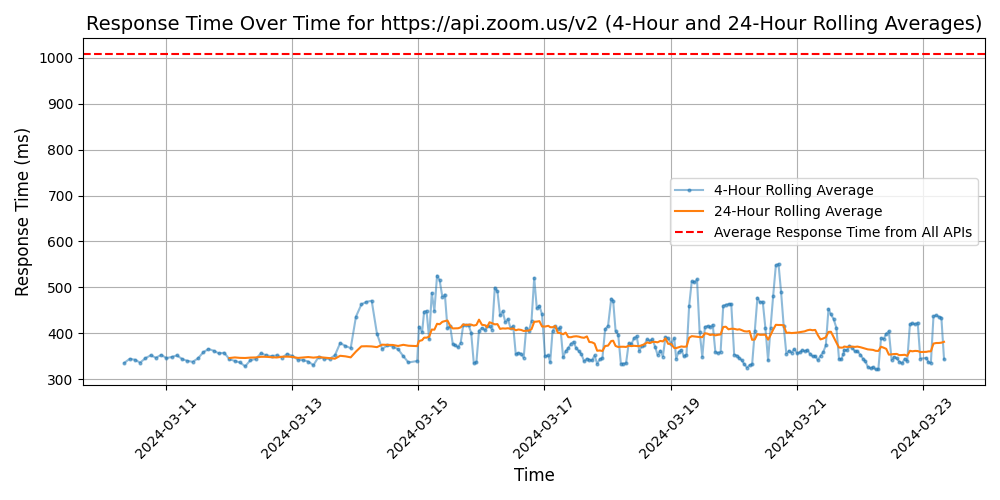 Response Time Over Time for https://api.zoom.us/v2 (4-Hour and 24-Hour Rolling Averages)
Response Time (ms)
1000
900
800
700
600
500
400
300
4-Hour Rolling Average
24-Hour Rolling Average
Average Response Time from All APIs
2024-03-11
2024-03-13
2024-03-15
2024-03-17
2024-03-19
2024-03-21
2024-03-23
Time